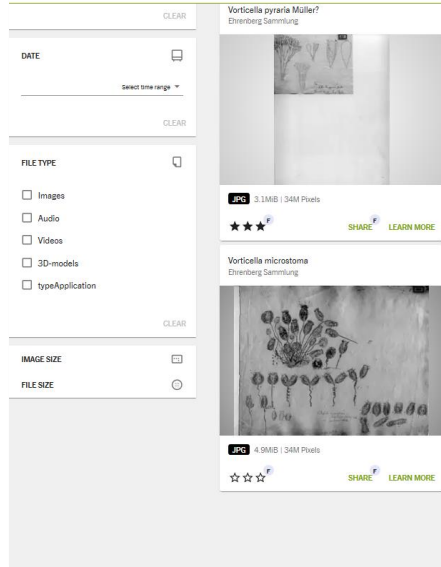 CLEAR
DATE
Select time range
CLEAR
FILE TYPE
Images
Audio
Videos
3D-models
typeApplication
CLEAR
IMAGE SIZE
FILE SIZE
Vorticella pyraria Müller?
Ehrenberg Sammlung
JPG 3.1MiB | 34M Pixels
F
SHARE F LEARN MORE
Vorticella microstoma
Ehrenberg Sammlung
JPG 4.9MiB | 34M Pixels
F
SHARE F LEARN MORE